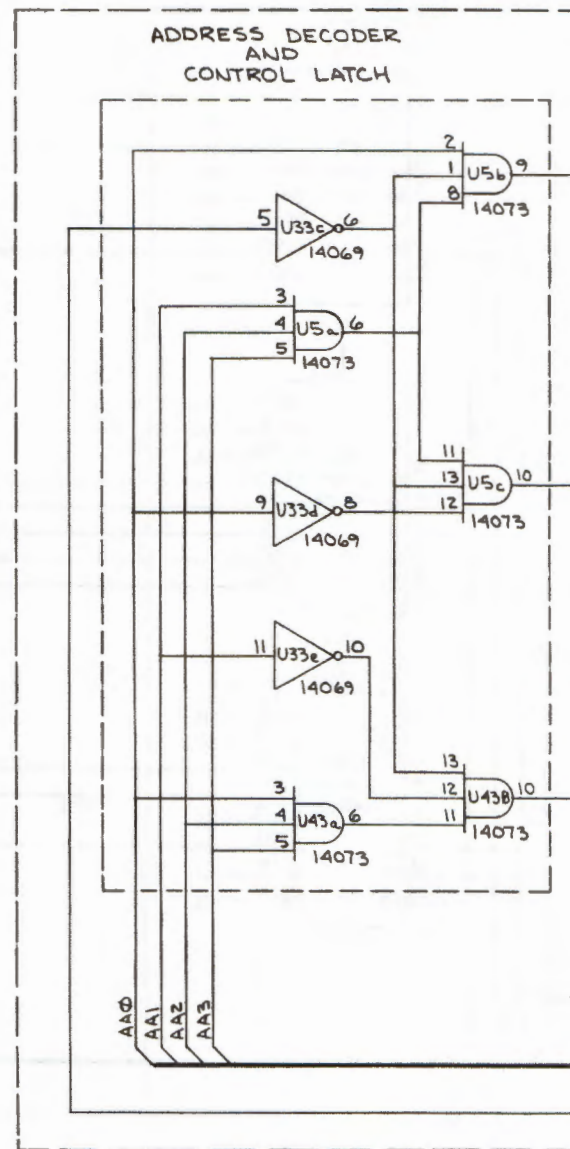 ADDRESS DECODER
AND
CONTROL LATCH
2
1
8
U5b
9
14073
5
U33c
6
14069
3
4
5
U5a
6
14073
11
13
12
U5c
10
14073
9
U33d
8
14069
11
U33e
10
14069
13
12
11
U43B
10
14073
3
4
5
U43a
6
14073
AAØ
AA1
AA2
AA3